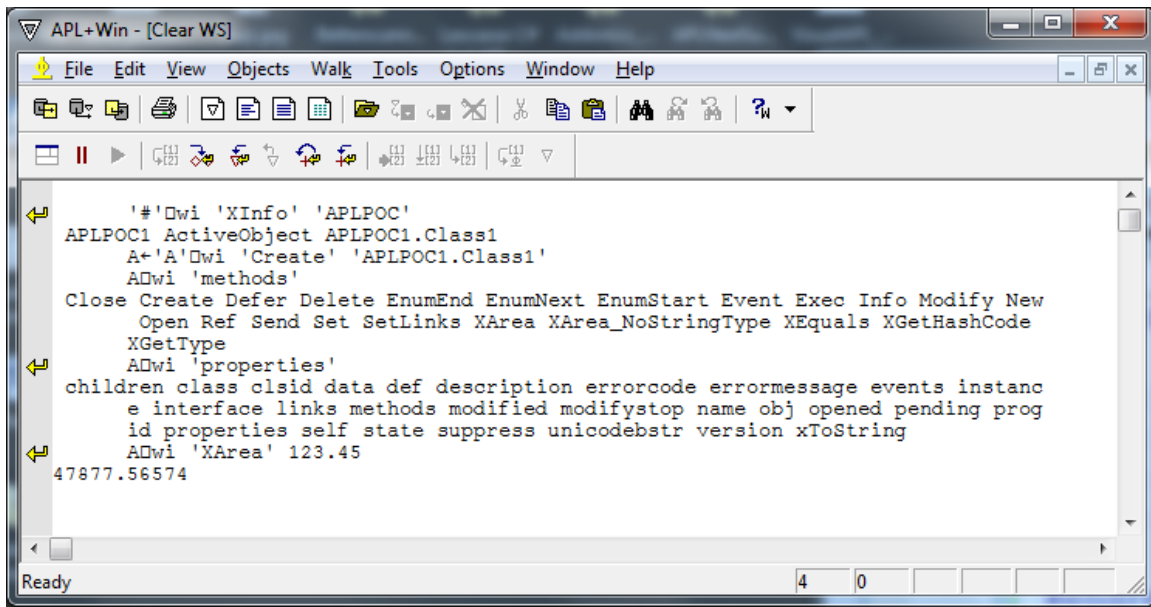 APL+Win - [Clear WS]
File Edit View Objects Walk Tools Options Window Help
'#'⎕wi 'XInfo' 'APLPOC'
APLPOC1 ActiveObject APLPOC1.Class1
A←'A'⎕wi 'Create' 'APLPOC1.Class1'
A⎕wi 'methods'
Close Create Defer Delete EnumEnd EnumNext EnumStart Event Exec Info Modify New
Open Ref Send Set SetLinks XArea XArea_NoStringType XEquals XGetHashCode
XGetType
A⎕wi 'properties'
children class clsid data def description errorcode errormessage events instanc
e interface links methods modified modifystop name obj opened pending prog
id properties self state suppress unicodebstr version xToString
A⎕wi 'XArea' 123.45
47877.56574
Ready 4 0